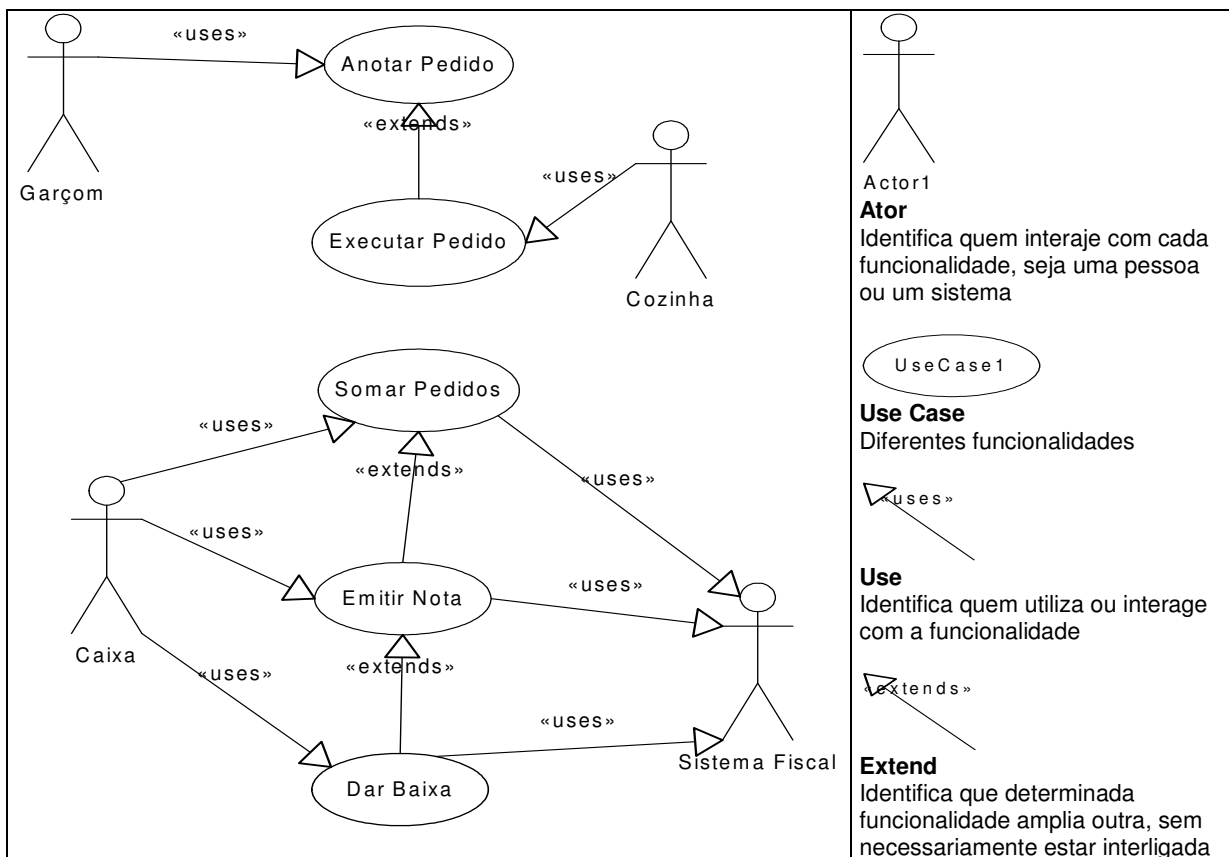 «uses»
Anotar Pedido
«extends»
Garçom
«uses»
Executar Pedido
Cozinha
Somar Pedidos
«uses»
«extends»
«uses»
«uses»
«uses»
Emitir Nota
Caixa
«extends»
«uses»
«uses»
Sistema Fiscal
Dar Baixa
Actor1
Ator
Identifica quem interaje com cada
funcionalidade, seja uma pessoa
ou um sistema
UseCase1
Use Case
Diferentes funcionalidades
«uses»
Use
Identifica quem utiliza ou interage
com a funcionalidade
«extends»
Extend
Identifica que determinada
funcionalidade amplia outra, sem
necessariamente estar interligada